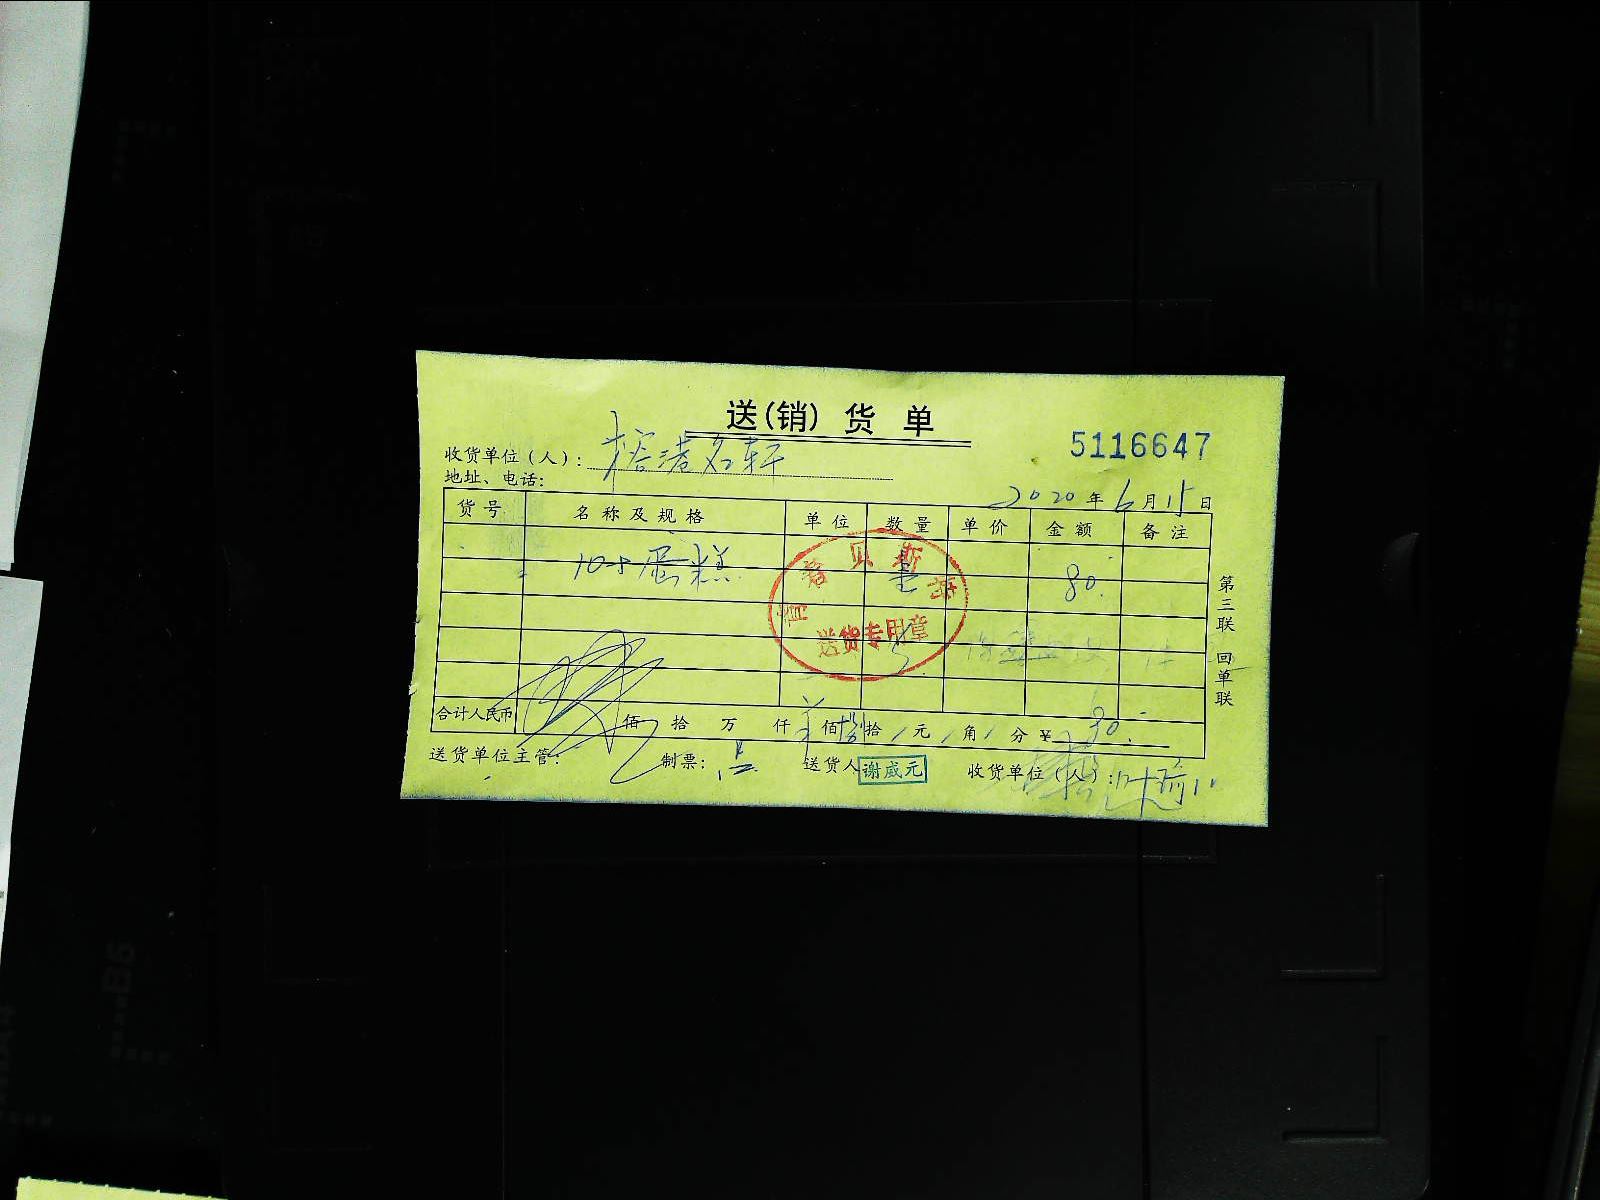 送(销)货单
5116647
收货单位(人): 榕港名轩
地址、电话:
2020年6月15日
货号 名称及规格 单位 数量 单价 金额 备注
10寸蛋糕 80.
送货专用章
第三联 回单联
合计人民币 佰 拾 万 仟 佰 捌拾 元 角 分 ¥ 80.
送货单位主管: 制票: 送货人 谢威元 收货单位(人):